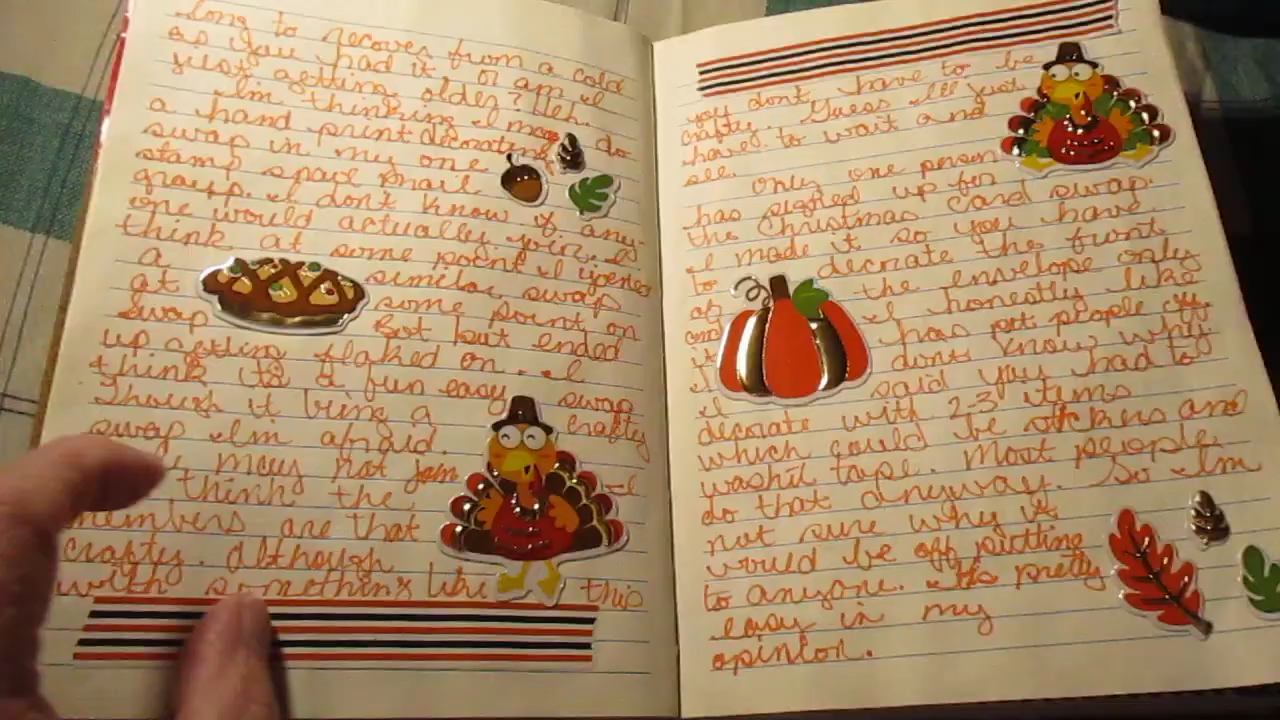 long to recover from a cold
as you had it or am I
just getting older? Meh.
I'm thinking I may do
a hand print decorating
swap in my one
stamp space snail
group. I don't know if any-
one would actually join. I
think at some point I joined
a similar swap
at some point on
Swap But but ended
up getting flaked on. I
think its a fun easy swap
Though it being a crafty
swap I'm afraid
may not join I
think the
members are that
crafty. Although
with something like this
you dont have to be
crafty. Guess I'll just
have to wait and
see.
Only one person
has signed up for
the Christmas card swap.
I made it so you have
to decorate the front
of the envelope only
and I honestly like
it has put people off.
I dont know why.
I said you had to
decorate with 2-3 items
which could be stickers and
washii tape. Most people
do that anyway. So I'm
not sure why it
would be off putting
to anyone. Its pretty
easy in my
opinion.